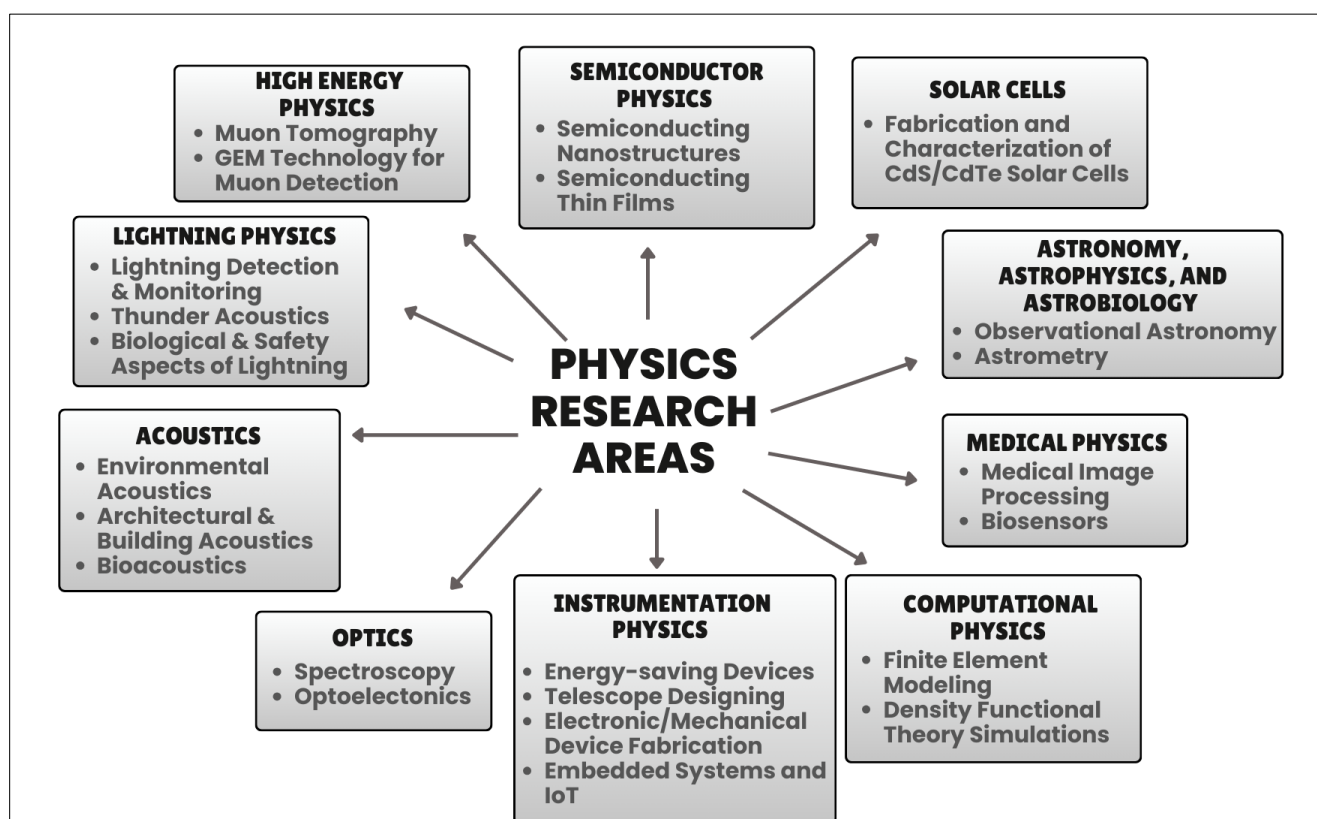 HIGH ENERGY
PHYSICS
• Muon Tomography
• GEM Technology for
Muon Detection
SEMICONDUCTOR
PHYSICS
• Semiconducting
Nanostructures
• Semiconducting
Thin Films
SOLAR CELLS
• Fabrication and
Characterization of
CdS/CdTe Solar Cells
LIGHTNING PHYSICS
• Lightning Detection
& Monitoring
• Thunder Acoustics
• Biological & Safety
Aspects of Lightning
ASTRONOMY,
ASTROPHYSICS, AND
ASTROBIOLOGY
• Observational Astronomy
• Astrometry
PHYSICS
RESEARCH
AREAS
ACOUSTICS
• Environmental
Acoustics
• Architectural &
Building Acoustics
• Bioacoustics
MEDICAL PHYSICS
• Medical Image
Processing
• Biosensors
OPTICS
• Spectroscopy
• Optoelectonics
INSTRUMENTATION
PHYSICS
• Energy-saving Devices
• Telescope Designing
• Electronic/Mechanical
Device Fabrication
• Embedded Systems and
IoT
COMPUTATIONAL
PHYSICS
• Finite Element
Modeling
• Density Functional
Theory Simulations